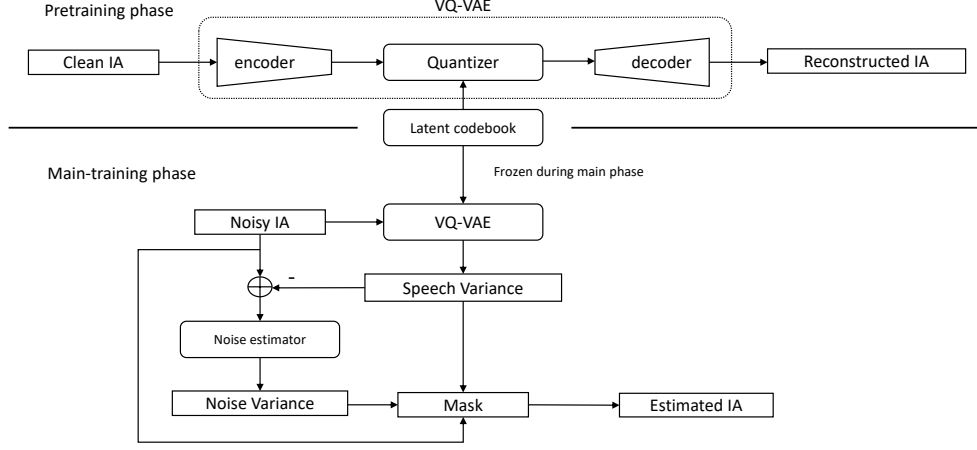 Pretraining phase
VQ-VAE
Clean IA
encoder
Quantizer
decoder
Reconstructed IA
Latent codebook
Main-training phase
Frozen during main phase
Noisy IA
VQ-VAE
-
Speech Variance
Noise estimator
Noise Variance
Mask
Estimated IA